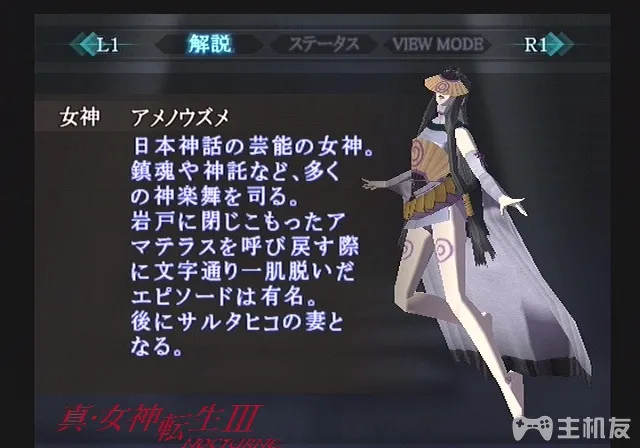 L1 解説 ステータス VIEW MODE R1
女神 アメノウズメ
日本神話の芸能の女神。
鎮魂や神託など、多く
の神楽舞を司る。
岩戸に閉じこもったア
マテラスを呼び戻す際
に文字通り一肌脱いだ
エピソードは有名。
後にサルタヒコの妻と
なる。
真・女神転生III
NOCTURNE
主机友